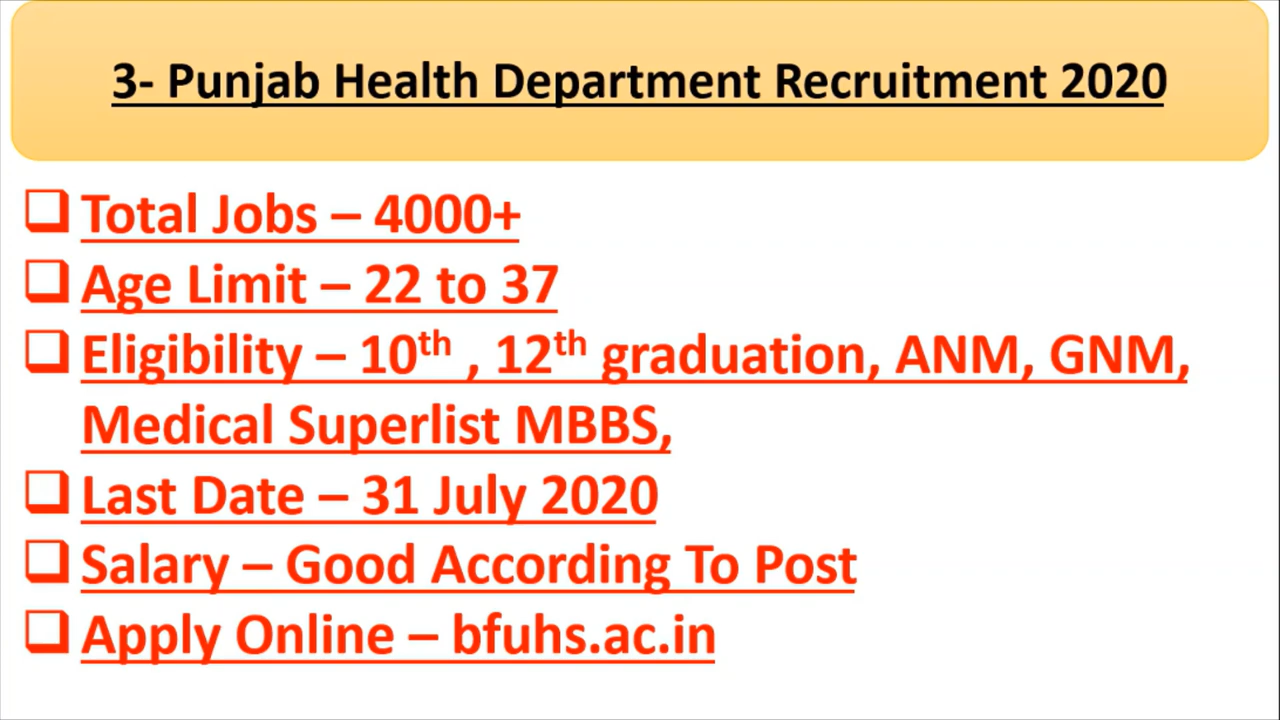 3- Punjab Health Department Recruitment 2020
Total Jobs – 4000+
Age Limit – 22 to 37
Eligibility – 10th , 12th graduation, ANM, GNM,
Medical Superlist MBBS,
Last Date – 31 July 2020
Salary – Good According To Post
Apply Online – bfuhs.ac.in